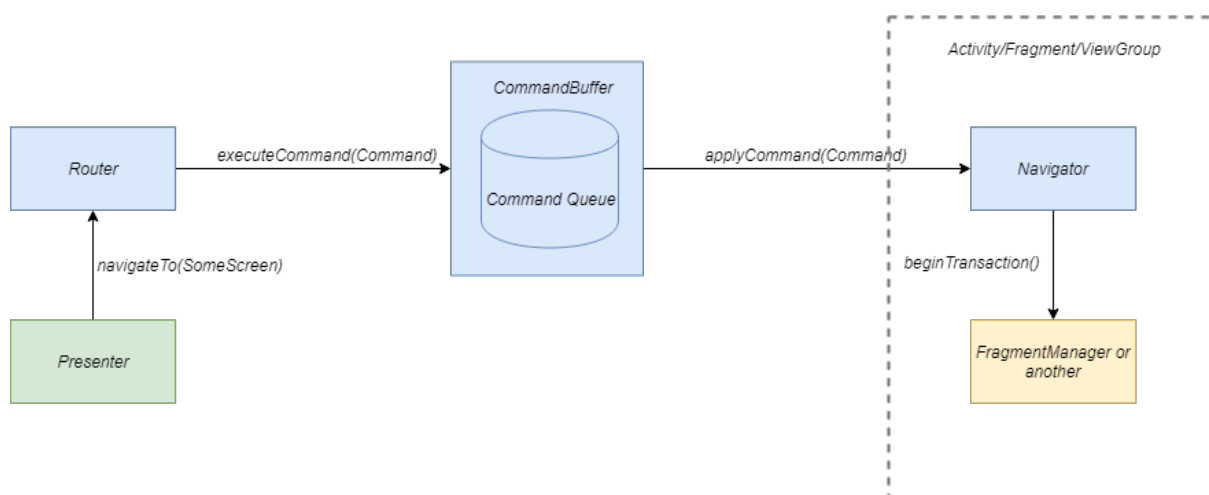 Activity/Fragment/ViewGroup
CommandBuffer
Router
executeCommand(Command)
Command Queue
applyCommand(Command)
Navigator
navigateTo(SomeScreen)
beginTransaction()
Presenter
FragmentManager or
another